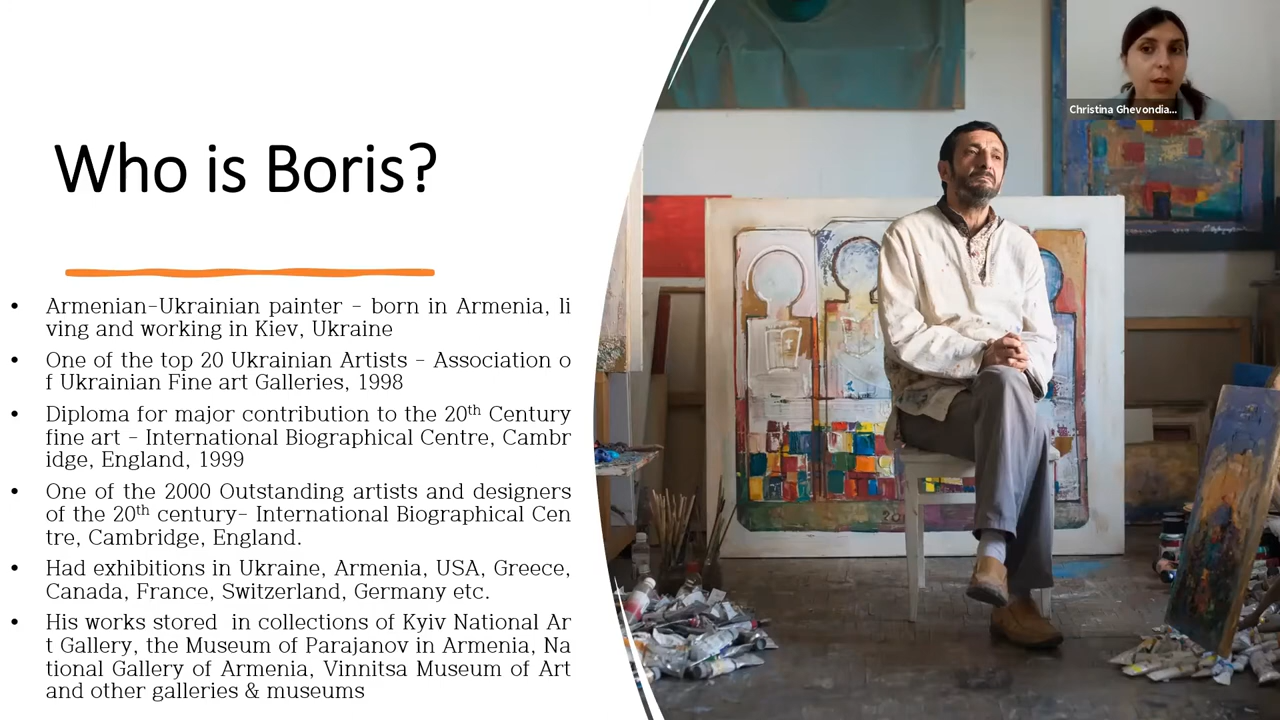 Who is Boris?
• Armenian-Ukrainian painter - born in Armenia, li
ving and working in Kiev, Ukraine
• One of the top 20 Ukrainian Artists - Association o
f Ukrainian Fine art Galleries, 1998
• Diploma for major contribution to the 20th Century
fine art - International Biographical Centre, Cambr
idge, England, 1999
• One of the 2000 Outstanding artists and designers
of the 20th century- International Biographical Cen
tre, Cambridge, England.
• Had exhibitions in Ukraine, Armenia, USA, Greece,
Canada, France, Switzerland, Germany etc.
• His works stored in collections of Kyiv National Ar
t Gallery, the Museum of Parajanov in Armenia, Na
tional Gallery of Armenia, Vinnitsa Museum of Art
and other galleries & museums
Christina Ghevondia...